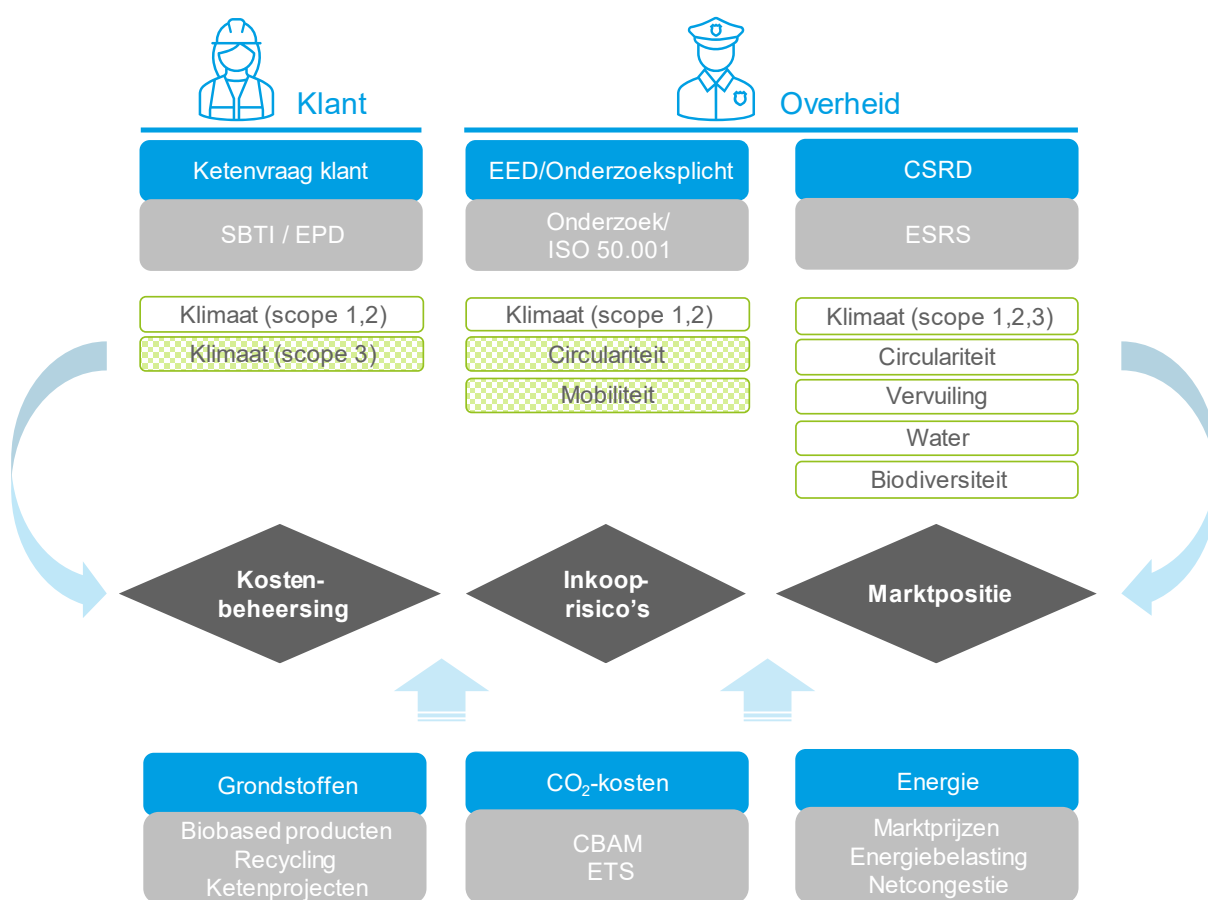 Klant
Overheid
Ketenvraag klant
SBTI / EPD
Klimaat (scope 1,2)
Klimaat (scope 3)
EED/Onderzoeksplicht
Onderzoek/
ISO 50.001
Klimaat (scope 1,2)
Circulariteit
Mobiliteit
CSRD
ESRS
Klimaat (scope 1,2,3)
Circulariteit
Vervuiling
Water
Biodiversiteit
Kosten-
beheersing
Inkoop-
risico’s
Marktpositie
Grondstoffen
Biobased producten
Recycling
Ketenprojecten
CO₂-kosten
CBAM
ETS
Energie
Marktprijzen
Energiebelasting
Netcongestie